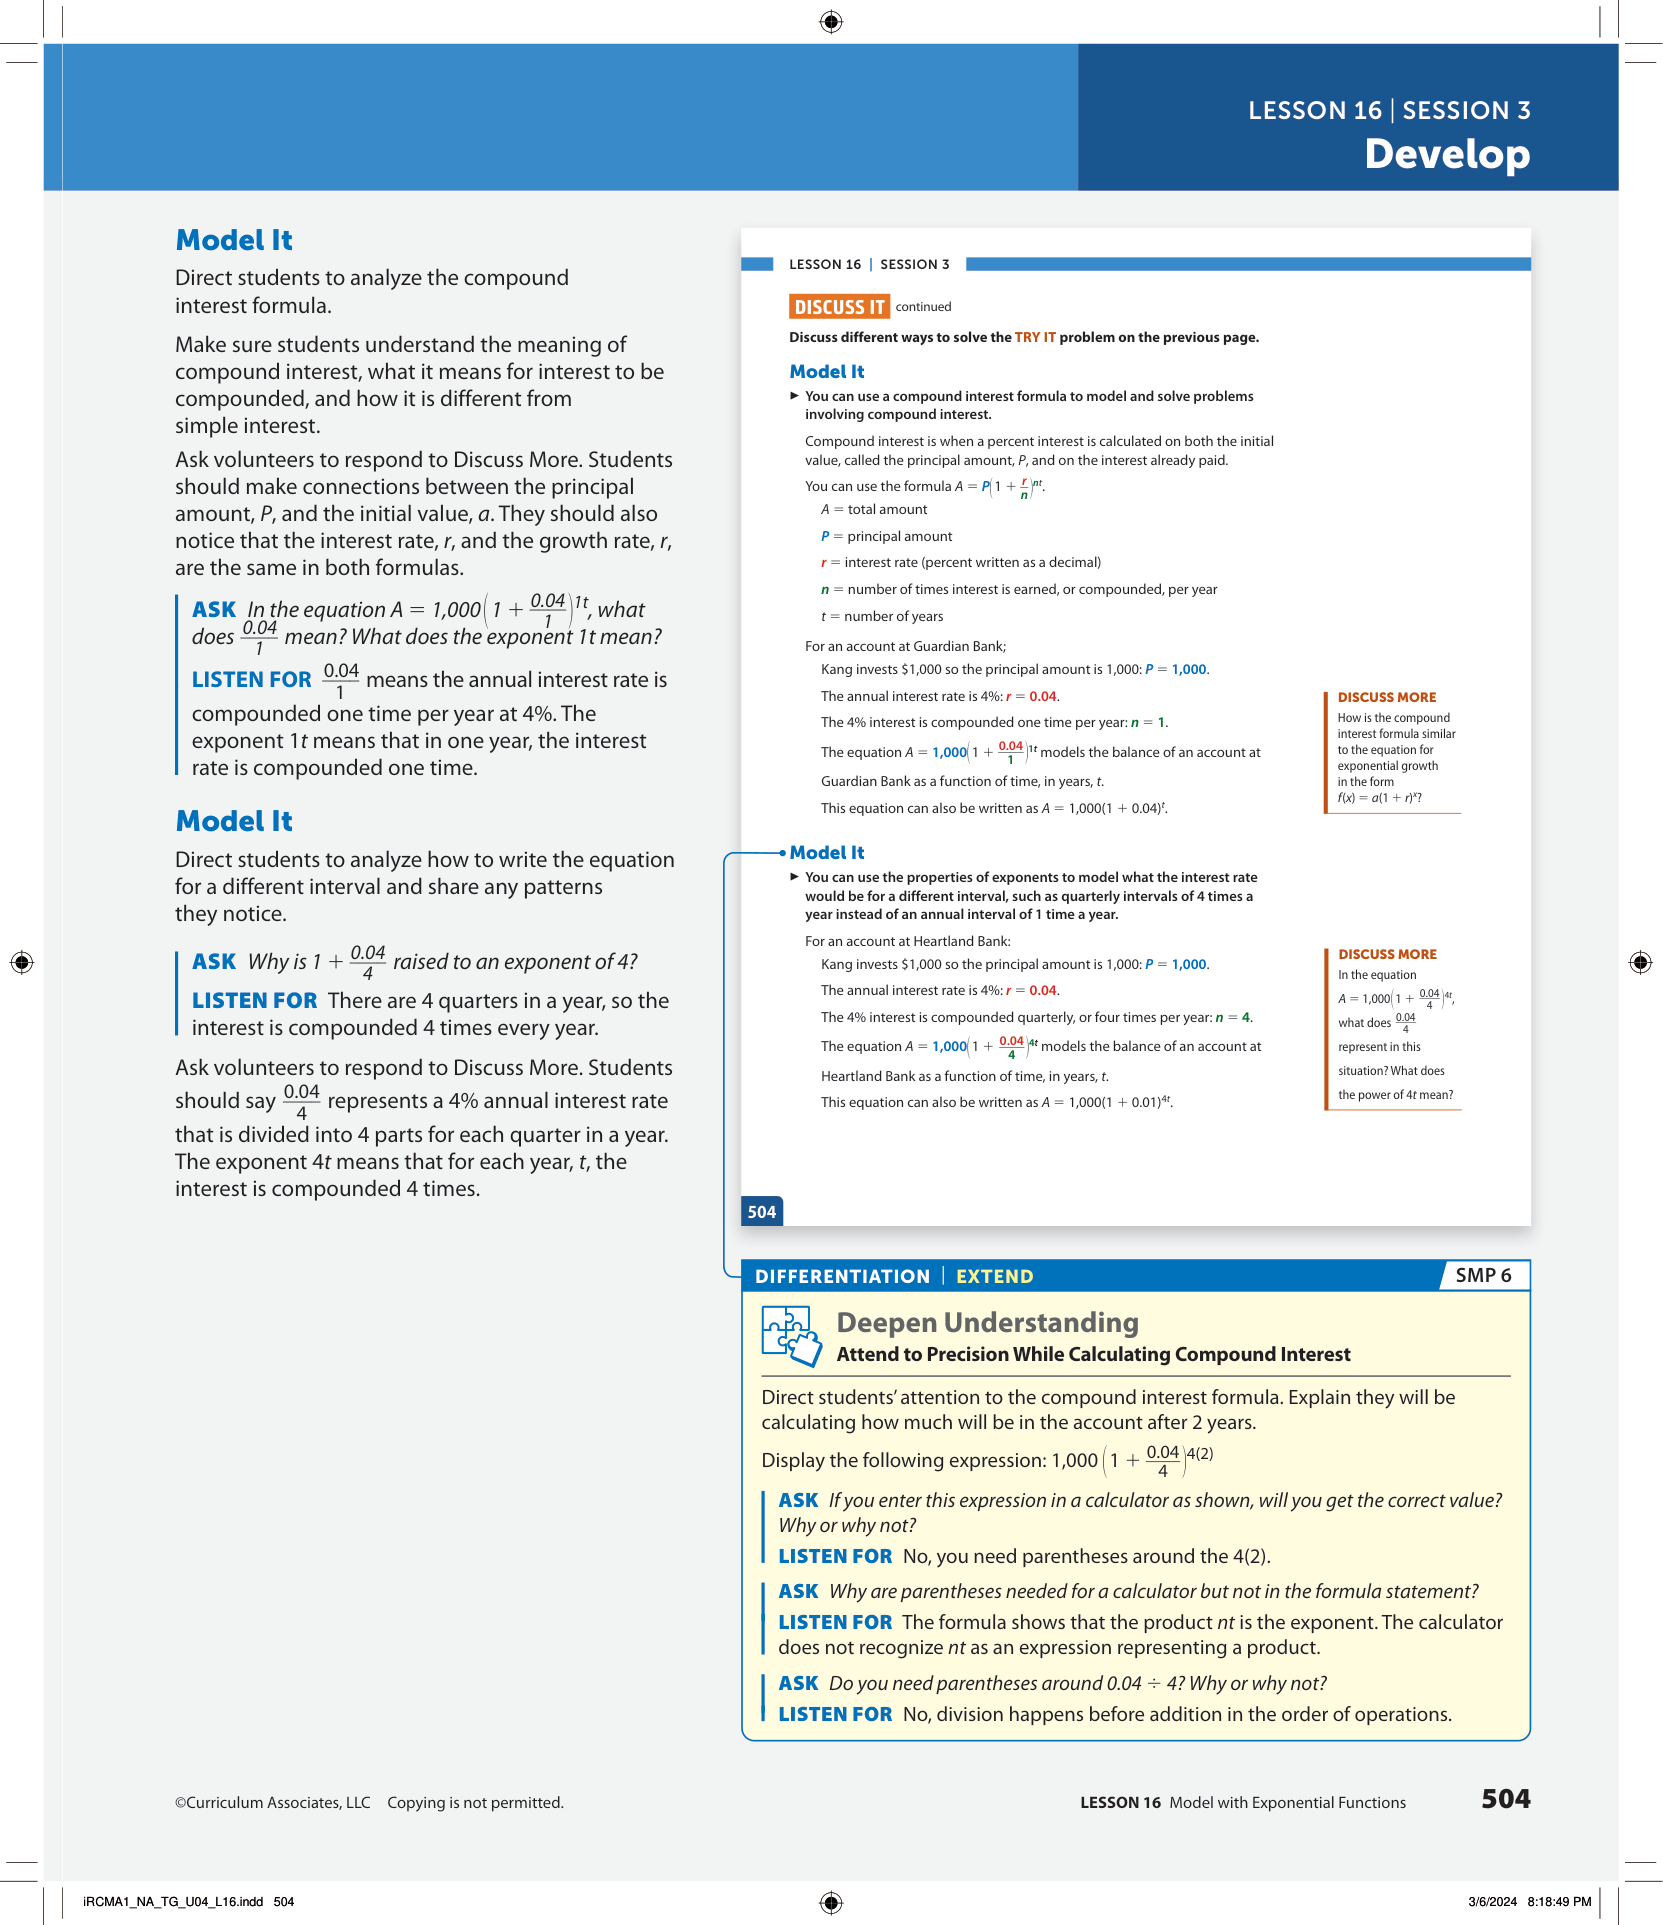 LESSON 16 | SESSION 3
Develop
Model It
Direct students to analyze the compound
interest formula.
Make sure students understand the meaning of
compound interest, what it means for interest to be
compounded, and how it is different from
simple interest.
Ask volunteers to respond to Discuss More. Students
should make connections between the principal
amount, P, and the initial value, a. They should also
notice that the interest rate, r, and the growth rate, r,
are the same in both formulas.
ASK In the equation A = 1,000(1 + 0.04/1)^1t, what
does 0.04/1 mean? What does the exponent 1t mean?
LISTEN FOR 0.04/1 means the annual interest rate is
compounded one time per year at 4%. The
exponent 1t means that in one year, the interest
rate is compounded one time.
Model It
Direct students to analyze how to write the equation
for a different interval and share any patterns
they notice.
ASK Why is 1 + 0.04/4 raised to an exponent of 4?
LISTEN FOR There are 4 quarters in a year, so the
interest is compounded 4 times every year.
Ask volunteers to respond to Discuss More. Students
should say 0.04/4 represents a 4% annual interest rate
that is divided into 4 parts for each quarter in a year.
The exponent 4t means that for each year, t, the
interest is compounded 4 times.
LESSON 16 | SESSION 3
DISCUSS IT continued
Discuss different ways to solve the TRY IT problem on the previous page.
Model It
► You can use a compound interest formula to model and solve problems
involving compound interest.
Compound interest is when a percent interest is calculated on both the initial
value, called the principal amount, P, and on the interest already paid.
You can use the formula A = P(1 + r/n)^nt.
A = total amount
P = principal amount
r = interest rate (percent written as a decimal)
n = number of times interest is earned, or compounded, per year
t = number of years
For an account at Guardian Bank;
Kang invests $1,000 so the principal amount is 1,000: P = 1,000.
The annual interest rate is 4%: r = 0.04.
The 4% interest is compounded one time per year: n = 1.
The equation A = 1,000(1 + 0.04/1)^1t models the balance of an account at
Guardian Bank as a function of time, in years, t.
This equation can also be written as A = 1,000(1 + 0.04)^t.
DISCUSS MORE
How is the compound
interest formula similar
to the equation for
exponential growth
in the form
f(x) = a(1 + r)^x?
Model It
► You can use the properties of exponents to model what the interest rate
would be for a different interval, such as quarterly intervals of 4 times a
year instead of an annual interval of 1 time a year.
For an account at Heartland Bank:
Kang invests $1,000 so the principal amount is 1,000: P = 1,000.
The annual interest rate is 4%: r = 0.04.
The 4% interest is compounded quarterly, or four times per year: n = 4.
The equation A = 1,000(1 + 0.04/4)^4t models the balance of an account at
Heartland Bank as a function of time, in years, t.
This equation can also be written as A = 1,000(1 + 0.01)^4t.
DISCUSS MORE
In the equation
A = 1,000(1 + 0.04/4)^4t,
what does 0.04/4
represent in this
situation? What does
the power of 4t mean?
504
DIFFERENTIATION | EXTEND
SMP 6
Deepen Understanding
Attend to Precision While Calculating Compound Interest
Direct students' attention to the compound interest formula. Explain they will be
calculating how much will be in the account after 2 years.
Display the following expression: 1,000 (1 + 0.04/4)^4(2)
ASK If you enter this expression in a calculator as shown, will you get the correct value?
Why or why not?
LISTEN FOR No, you need parentheses around the 4(2).
ASK Why are parentheses needed for a calculator but not in the formula statement?
LISTEN FOR The formula shows that the product nt is the exponent. The calculator
does not recognize nt as an expression representing a product.
ASK Do you need parentheses around 0.04 ÷ 4? Why or why not?
LISTEN FOR No, division happens before addition in the order of operations.
©Curriculum Associates, LLC Copying is not permitted.
LESSON 16 Model with Exponential Functions
504
iRCMA1_NA_TG_U04_L16.indd 504
3/6/2024 8:18:49 PM